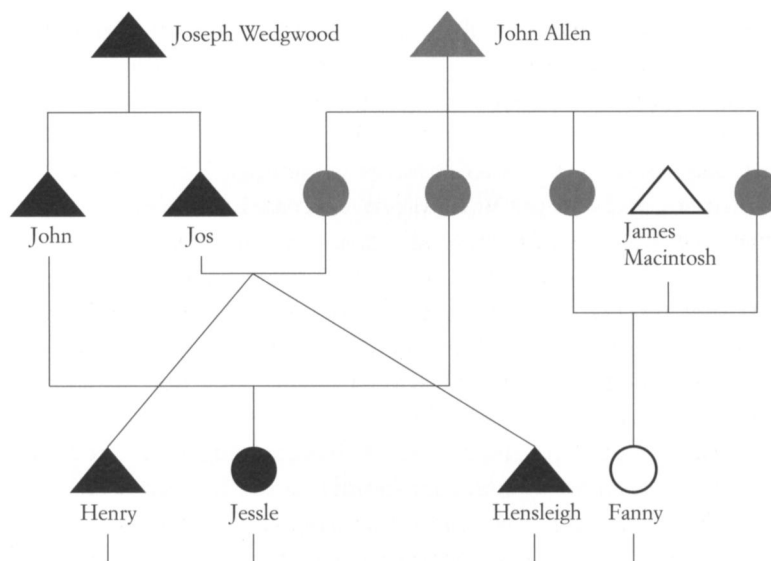 Joseph Wedgwood
John Allen
John
Jos
James
Macintosh
Henry
Jessle
Hensleigh
Fanny